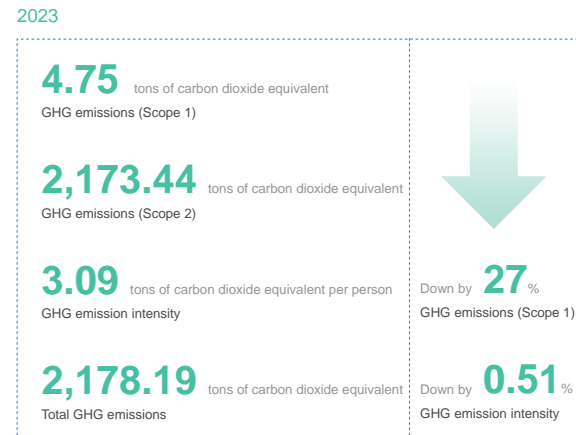 2023
4.75 tons of carbon dioxide equivalent
GHG emissions (Scope 1)
2,173.44 tons of carbon dioxide equivalent
GHG emissions (Scope 2)
3.09 tons of carbon dioxide equivalent per person
GHG emission intensity
2,178.19 tons of carbon dioxide equivalent
Total GHG emissions
Down by 27 %
GHG emissions (Scope 1)
Down by 0.51 %
GHG emission intensity